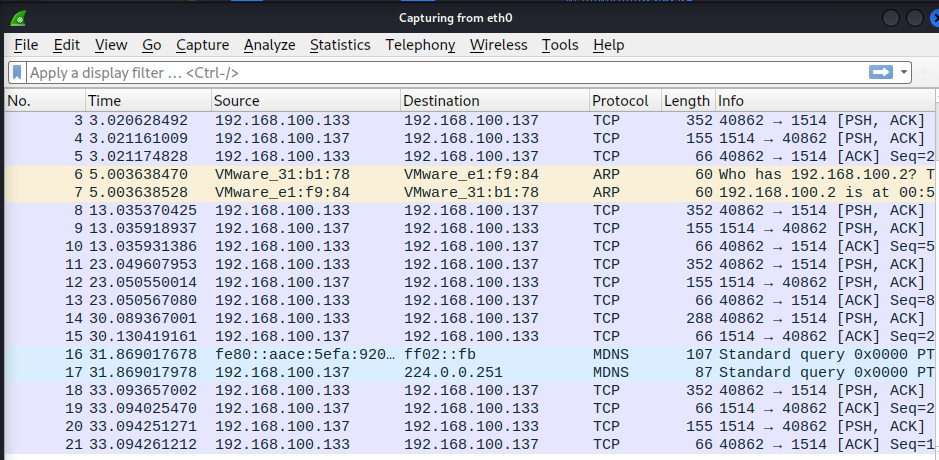 Capturing from eth0
File Edit View Go Capture Analyze Statistics Telephony Wireless Tools Help
Apply a display filter … <Ctrl-/>
No. Time Source Destination Protocol Length Info
3 3.020628492 192.168.100.133 192.168.100.137 TCP 352 40862 → 1514 [PSH, ACK]
4 3.021161009 192.168.100.137 192.168.100.133 TCP 155 1514 → 40862 [PSH, ACK]
5 3.021174828 192.168.100.133 192.168.100.137 TCP 66 40862 → 1514 [ACK] Seq=2
6 5.003638470 VMware_31:b1:78 VMware_e1:f9:84 ARP 60 Who has 192.168.100.2? T
7 5.003638528 VMware_e1:f9:84 VMware_31:b1:78 ARP 60 192.168.100.2 is at 00:5
8 13.035370425 192.168.100.133 192.168.100.137 TCP 352 40862 → 1514 [PSH, ACK]
9 13.035918937 192.168.100.137 192.168.100.133 TCP 155 1514 → 40862 [PSH, ACK]
10 13.035931386 192.168.100.133 192.168.100.137 TCP 66 40862 → 1514 [ACK] Seq=5
11 23.049607953 192.168.100.133 192.168.100.137 TCP 352 40862 → 1514 [PSH, ACK]
12 23.050550014 192.168.100.137 192.168.100.133 TCP 155 1514 → 40862 [PSH, ACK]
13 23.050567080 192.168.100.133 192.168.100.137 TCP 66 40862 → 1514 [ACK] Seq=8
14 30.089367001 192.168.100.133 192.168.100.137 TCP 288 40862 → 1514 [PSH, ACK]
15 30.130419161 192.168.100.137 192.168.100.133 TCP 66 1514 → 40862 [ACK] Seq=2
16 31.869017678 fe80::aace:5efa:920… ff02::fb MDNS 107 Standard query 0x0000 PT
17 31.869017978 192.168.100.137 224.0.0.251 MDNS 87 Standard query 0x0000 PT
18 33.093657002 192.168.100.133 192.168.100.137 TCP 352 40862 → 1514 [PSH, ACK]
19 33.094025470 192.168.100.137 192.168.100.133 TCP 66 1514 → 40862 [ACK] Seq=2
20 33.094251271 192.168.100.137 192.168.100.133 TCP 155 1514 → 40862 [PSH, ACK]
21 33.094261212 192.168.100.133 192.168.100.137 TCP 66 40862 → 1514 [ACK] Seq=1